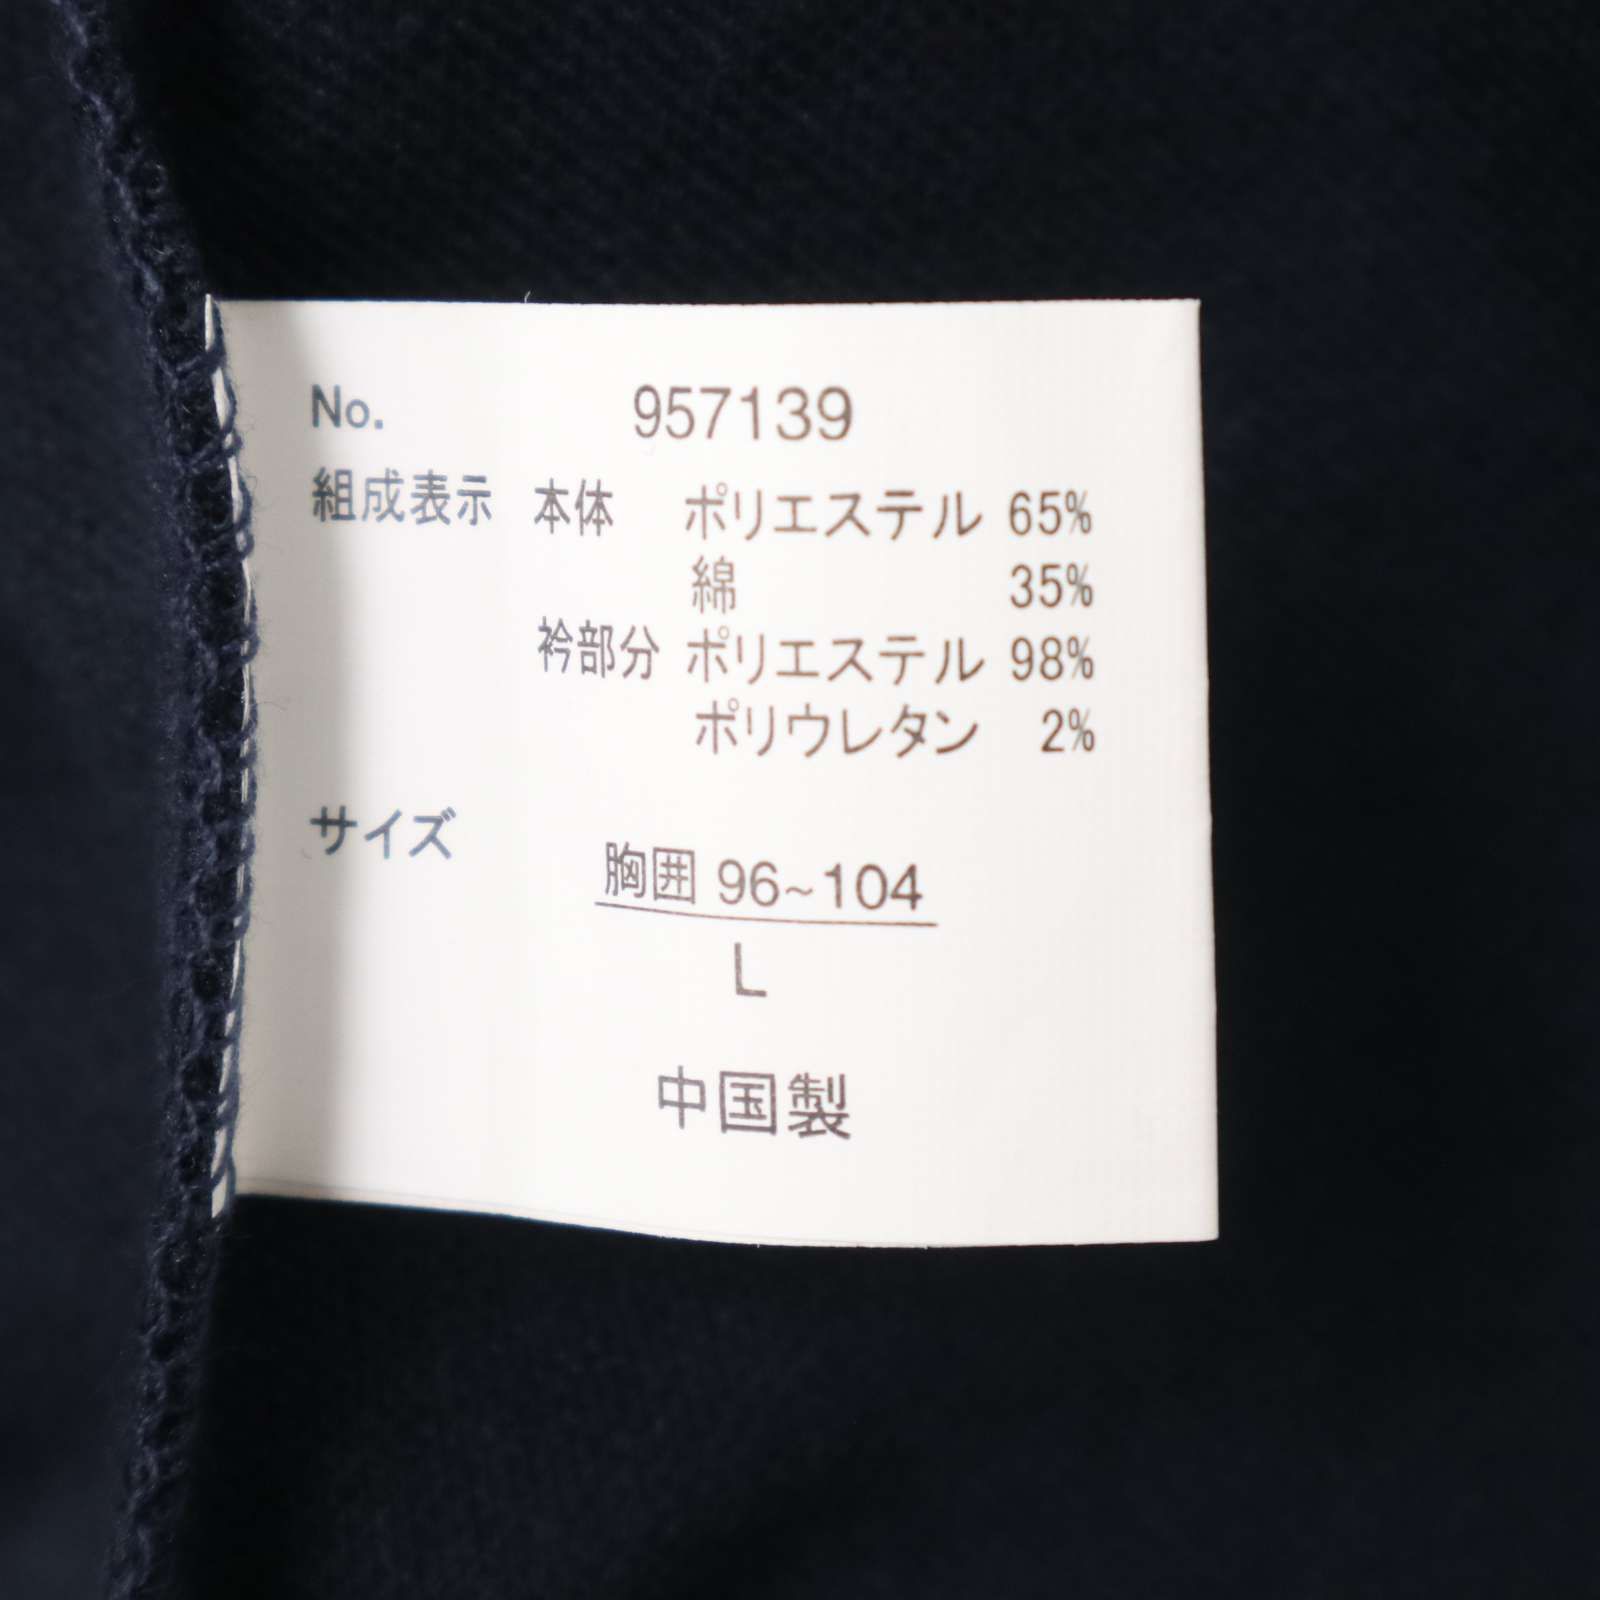 No. 957139
組成表示 本体 ポリエステル 65%
綿 35%
衿部分 ポリエステル 98%
ポリウレタン 2%
サイズ
胸囲 96~104
L
中国製